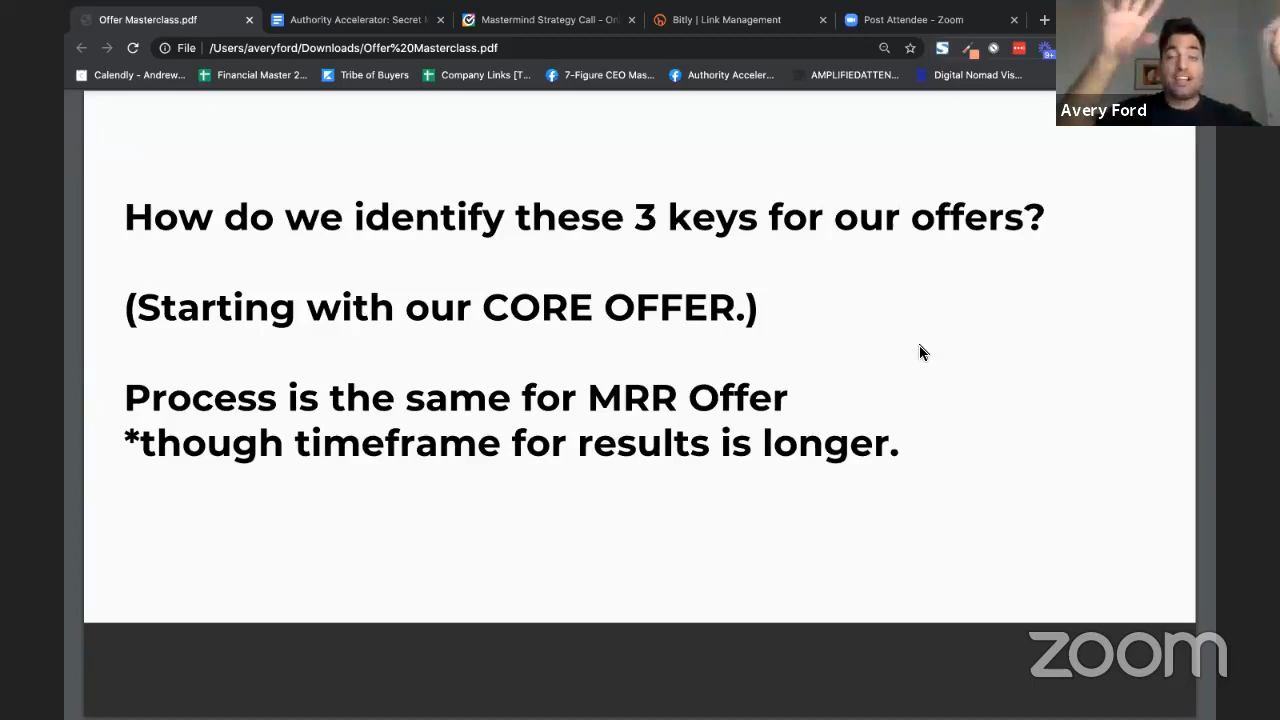 Offer Masterclass.pdf
Authority Accelerator: Secret
Mastermind Strategy Call – Onl
Bitly | Link Management
Post Attendee - Zoom
File
/Users/averyford/Downloads/Offer%20Masterclass.pdf
9+
Calendly - Andrew...
Financial Master 2...
Tribe of Buyers
Company Links [T...
7-Figure CEO Mas...
Authority Acceler...
AMPLIFIEDATTEN...
Digital Nomad Vis...
Avery Ford
How do we identify these 3 keys for our offers?
(Starting with our CORE OFFER.)
Process is the same for MRR Offer
*though timeframe for results is longer.
zoom